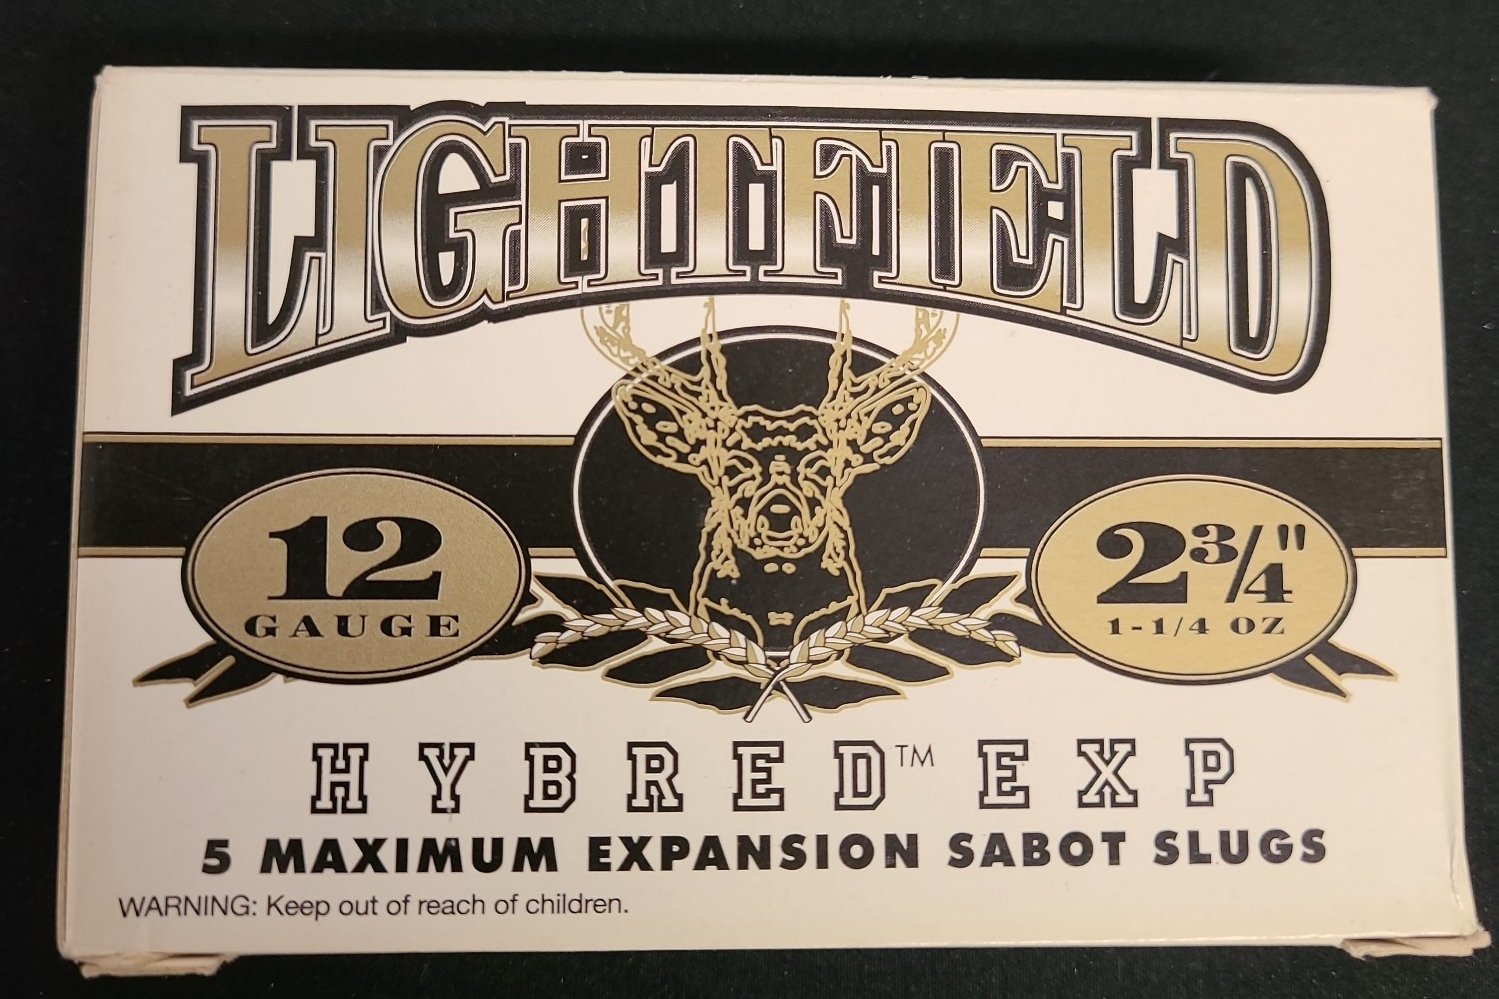 LIGHTFIELD
12
GAUGE
2 3/4"
1-1/4 OZ
HYBRED™ EXP
5 MAXIMUM EXPANSION SABOT SLUGS
WARNING: Keep out of reach of children.